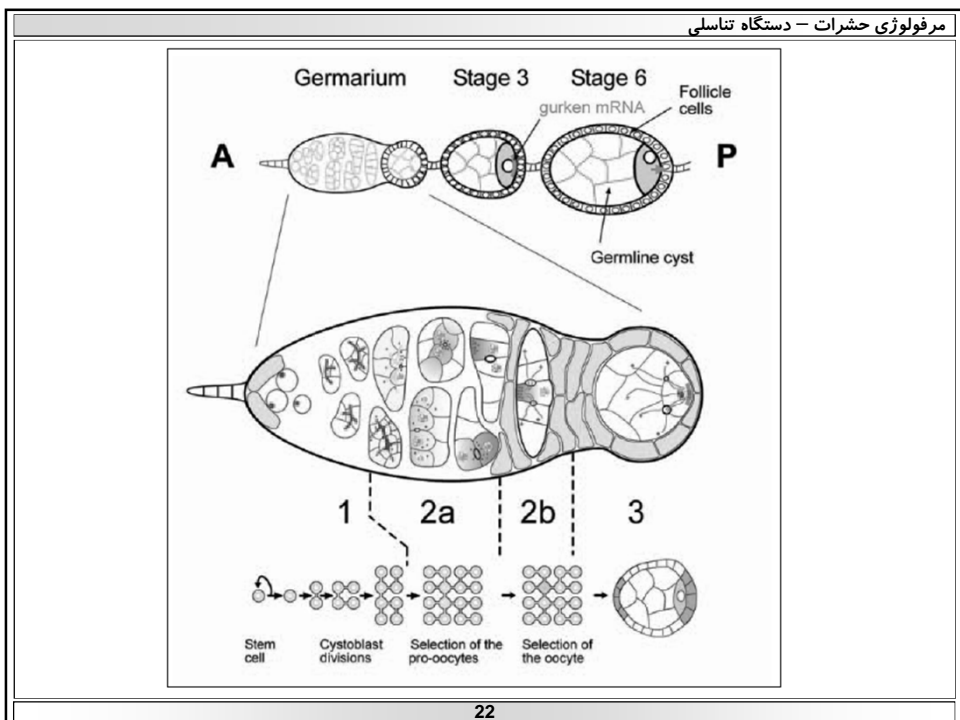 مرفولوژی حشرات – دستگاه تناسلی
Germarium Stage 3 Stage 6
Follicle
cells
gurken mRNA
A P
Germline cyst
1 2a 2b 3
Stem
cell
Cystoblast
divisions
Selection of the
pro-oocytes
Selection of
the oocyte
22